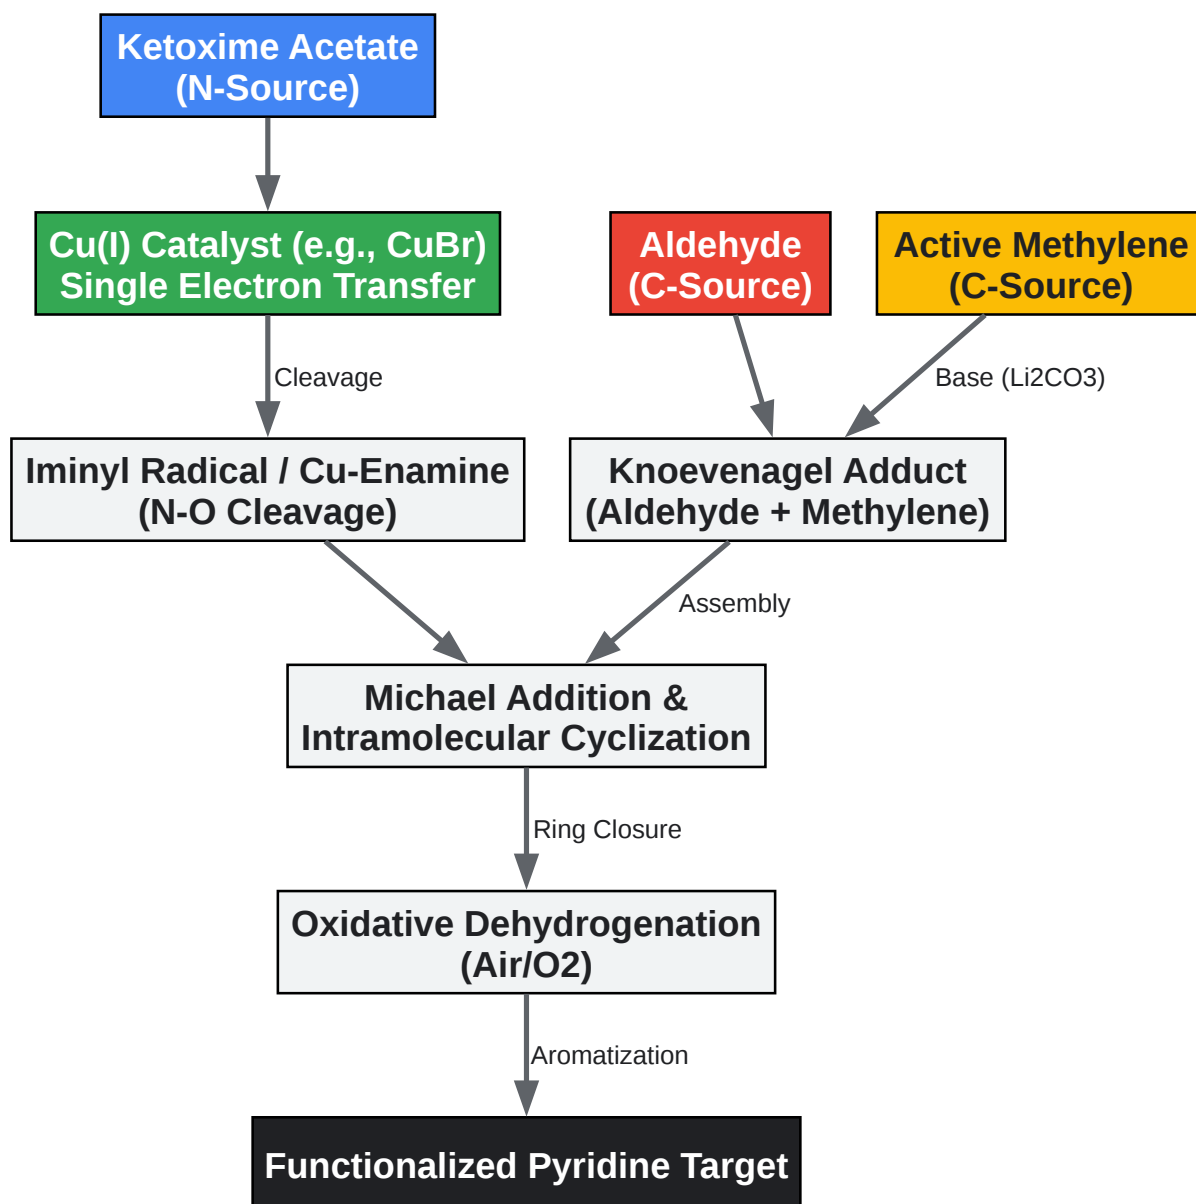 Ketoxime Acetate
(N-Source)
Cu(I) Catalyst (e.g., CuBr)
Single Electron Transfer
Aldehyde
(C-Source)
Active Methylene
(C-Source)
Cleavage
Base (Li2CO3)
Iminyl Radical / Cu-Enamine
(N-O Cleavage)
Knoevenagel Adduct
(Aldehyde + Methylene)
Assembly
Michael Addition &
Intramolecular Cyclization
Ring Closure
Oxidative Dehydrogenation
(Air/O2)
Aromatization
Functionalized Pyridine Target